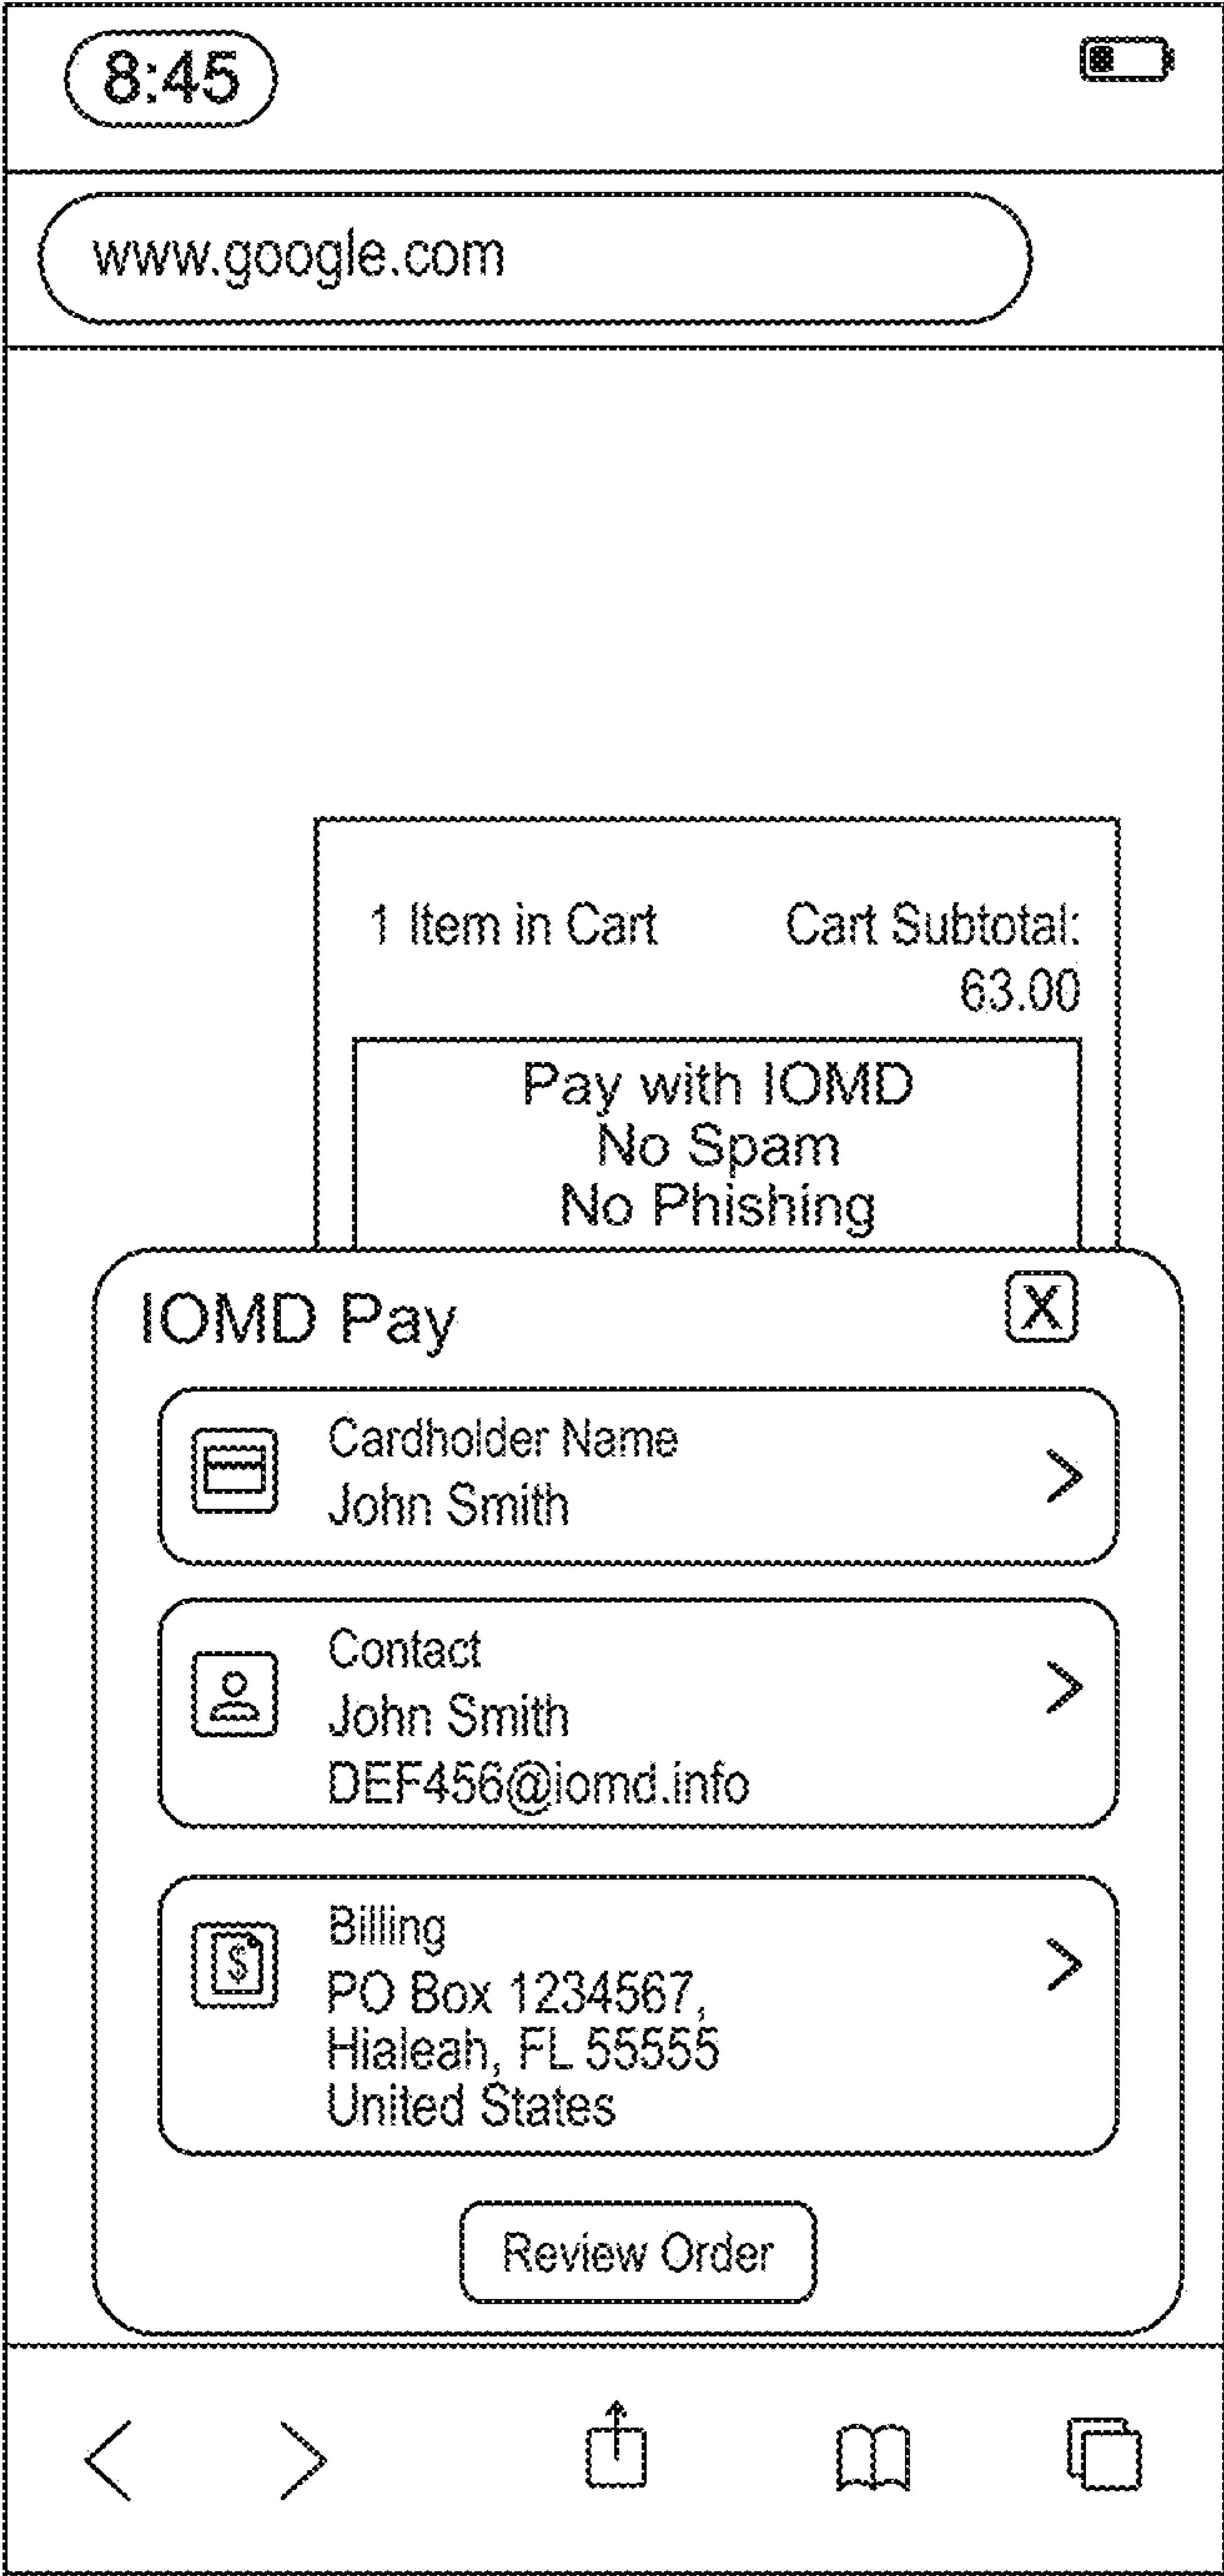 8:45
www.google.com
1 Item in Cart
Cart Subtotal:
63.00
Pay with IOMD
No Spam
No Phishing
IOMD Pay
X
Cardholder Name
John Smith
Contact
John Smith
DEF456@iomd.info
$
Billing
PO Box 1234567,
Hialeah, FL 55555
United States
Review Order